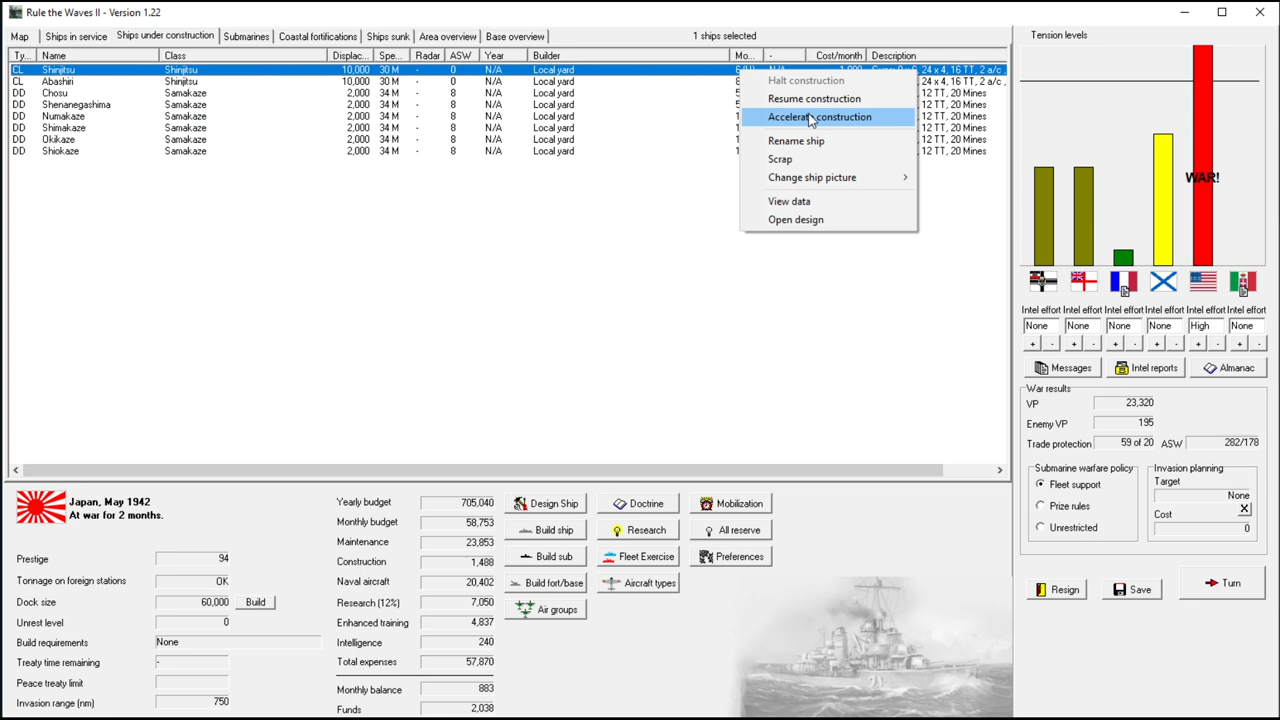 Rule the Waves II - Version 1.22
Map Ships in service Ships under construction Submarines Coastal fortifications Ships sunk Area overview Base overview 1 ships selected
Ty... Name Class Displac... Spe... Radar ASW Year Builder Mo... - Cost/month Description
CL Shinjitsu Shinjitsu 10,000 30 M - 0 N/A Local yard 24 x 4, 16 TT, 2 a/c ,
CL Abashiri Shinjitsu 10,000 30 M - 0 N/A Local yard 24 x 4, 16 TT, 2 a/c ,
DD Chosu Samakaze 2,000 34 M - 8 N/A Local yard 12 TT, 20 Mines
DD Shenanegashima Samakaze 2,000 34 M - 8 N/A Local yard 12 TT, 20 Mines
DD Numakaze Samakaze 2,000 34 M - 8 N/A Local yard 12 TT, 20 Mines
DD Shimakaze Samakaze 2,000 34 M - 8 N/A Local yard 12 TT, 20 Mines
DD Okikaze Samakaze 2,000 34 M - 8 N/A Local yard 12 TT, 20 Mines
DD Shiokaze Samakaze 2,000 34 M - 8 N/A Local yard 12 TT, 20 Mines
Halt construction
Resume construction
Accelerate construction
Rename ship
Scrap
Change ship picture
View data
Open design
Tension levels
WAR!
Intel effort Intel effort Intel effort Intel effort Intel effort Intel effort
None None None None High None
+ - + - + - + - + - + -
Messages Intel reports Almanac
War results
VP 23,320
Enemy VP 195
Trade protection 59 of 20 ASW 282/178
Submarine warfare policy
Fleet support
Prize rules
Unrestricted
Invasion planning
Target
None
Cost X
0
Resign Save Turn
Japan, May 1942
At war for 2 months.
Prestige 94
Tonnage on foreign stations OK
Dock size 60,000 Build
Unrest level 0
Build requirements None
Treaty time remaining -
Peace treaty limit
Invasion range (nm) 750
Yearly budget 705,040
Monthly budget 58,753
Maintenance 23,853
Construction 1,488
Naval aircraft 20,402
Research (12%) 7,050
Enhanced training 4,837
Intelligence 240
Total expenses 57,870
Monthly balance 883
Funds 2,038
Design Ship Doctrine Mobilization
Build ship Research All reserve
Build sub Fleet Exercise Preferences
Build fort/base Aircraft types
Air groups